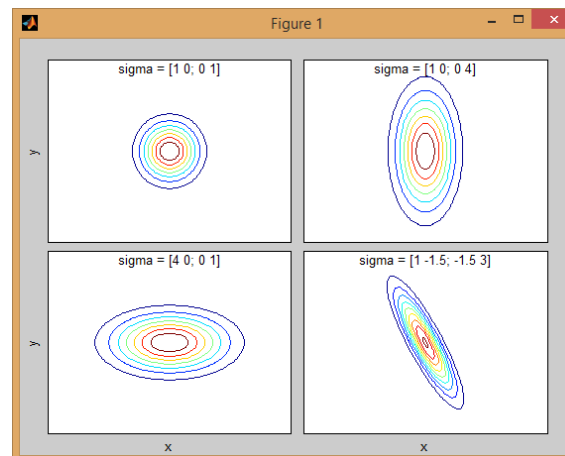 Figure 1
sigma = [1 0; 0 1]
sigma = [1 0; 0 4]
y
sigma = [4 0; 0 1]
sigma = [1 -1.5; -1.5 3]
y
x
x